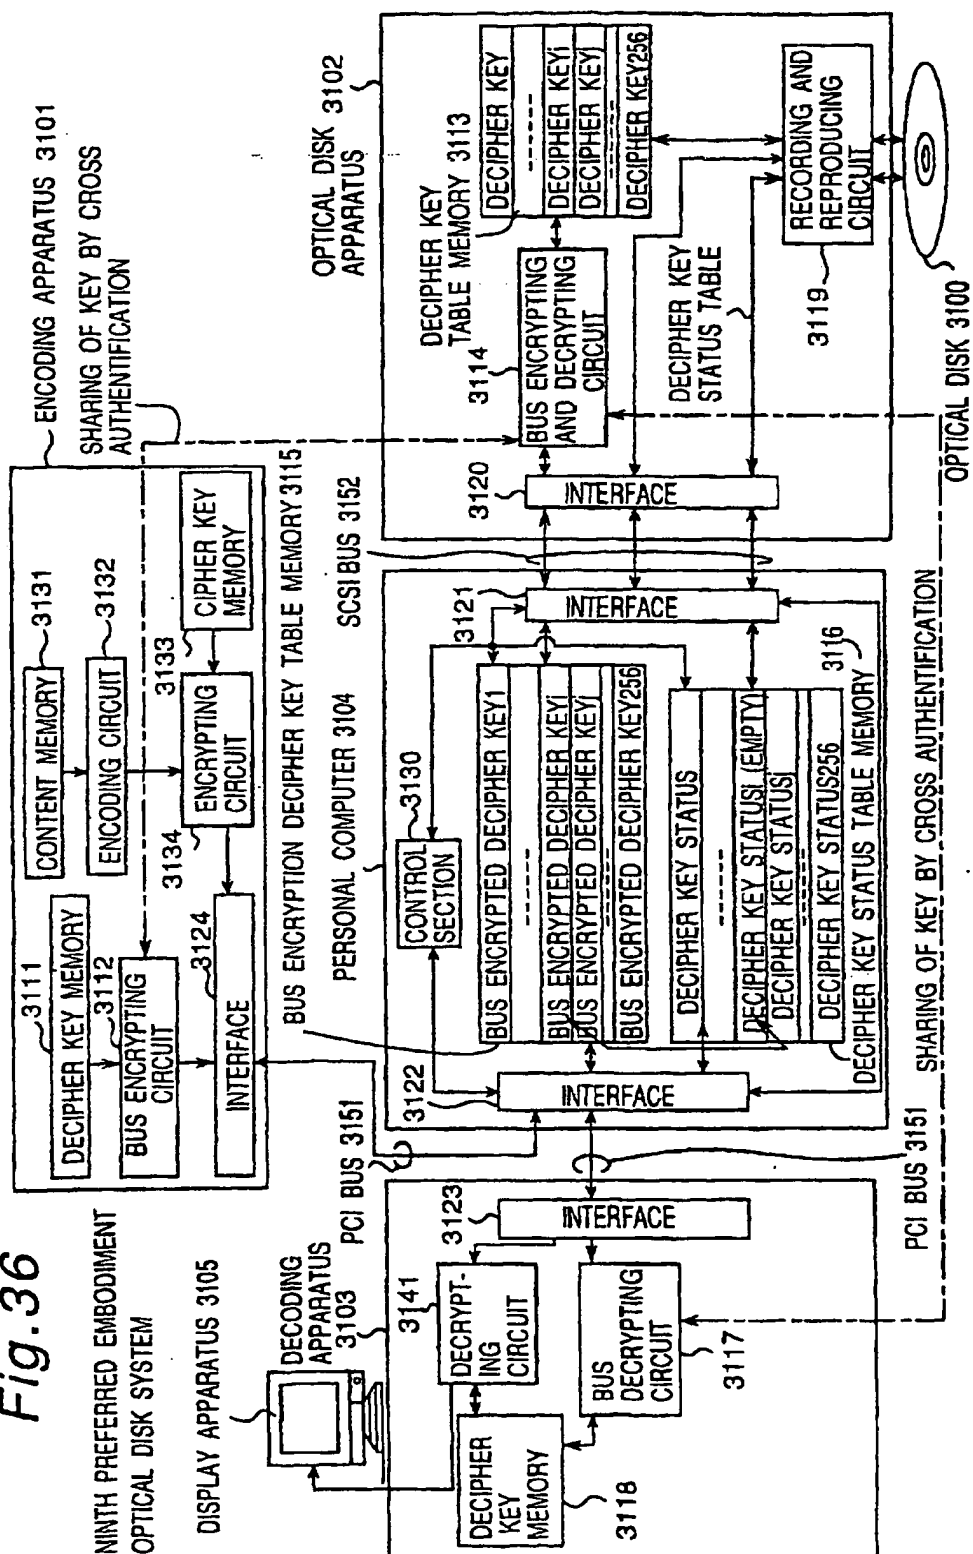 Fig.36
NINTH PREFERRED EMBODIMENT
OPTICAL DISK SYSTEM
DISPLAY APPARATUS 3105
DECODING
APPARATUS
3103
3141
DECRYPT-
ING
CIRCUIT
DECIPHER
KEY
MEMORY
3118
BUS
DECRYPTING
CIRCUIT
3117
3123
INTERFACE
PCI BUS 3151
PCI BUS 3151
ENCODING APPARATUS 3101
3111
DECIPHER KEY MEMORY
3112
BUS ENCRYPTING
CIRCUIT
3124
INTERFACE
3131
CONTENT MEMORY
3132
ENCODING CIRCUIT
3133
CIPHER KEY
MEMORY
3134
ENCRYPTING
CIRCUIT
SHARING OF KEY BY CROSS
AUTHENTIFICATION
BUS ENCRYPTION DECIPHER KEY TABLE MEMORY 3115
PERSONAL COMPUTER 3104
SCSI BUS 3152
3122
INTERFACE
3130
CONTROL
SECTION
3121
INTERFACE
BUS ENCRYPTED DECIPHER KEY1
BUS ENCRYPTED DECIPHER KEYi
BUS ENCRYPTED DECIPHER KEYj
BUS ENCRYPTED DECIPHER KEY256
DECIPHER KEY STATUS
DECIPHER KEY STATUSi (EMPTY)
DECIPHER KEY STATUSj
DECIPHER KEY STATUS256
3116
DECIPHER KEY STATUS TABLE MEMORY
SHARING OF KEY BY CROSS AUTHENTIFICATION
OPTICAL DISK
APPARATUS
3102
DECIPHER KEY
TABLE MEMORY 3113
DECIPHER KEY
DECIPHER KEYi
DECIPHER KEYj
DECIPHER KEY256
3114
BUS ENCRYPTING
AND DECRYPTING
CIRCUIT
3120
INTERFACE
DECIPHER KEY
STATUS TABLE
RECORDING AND
REPRODUCING
CIRCUIT
3119
OPTICAL DISK 3100